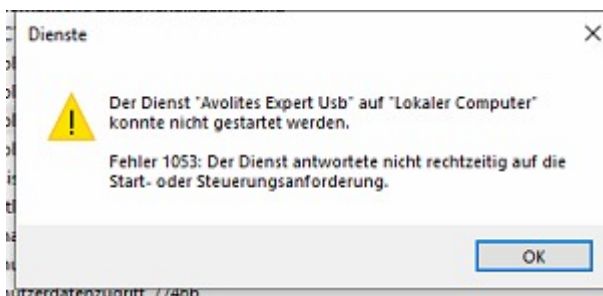 Dienste
Der Dienst "Avolites Expert Usb" auf "Lokaler Computer"
konnte nicht gestartet werden.
Fehler 1053: Der Dienst antwortete nicht rechtzeitig auf die
Start- oder Steuerungsanforderung.
OK